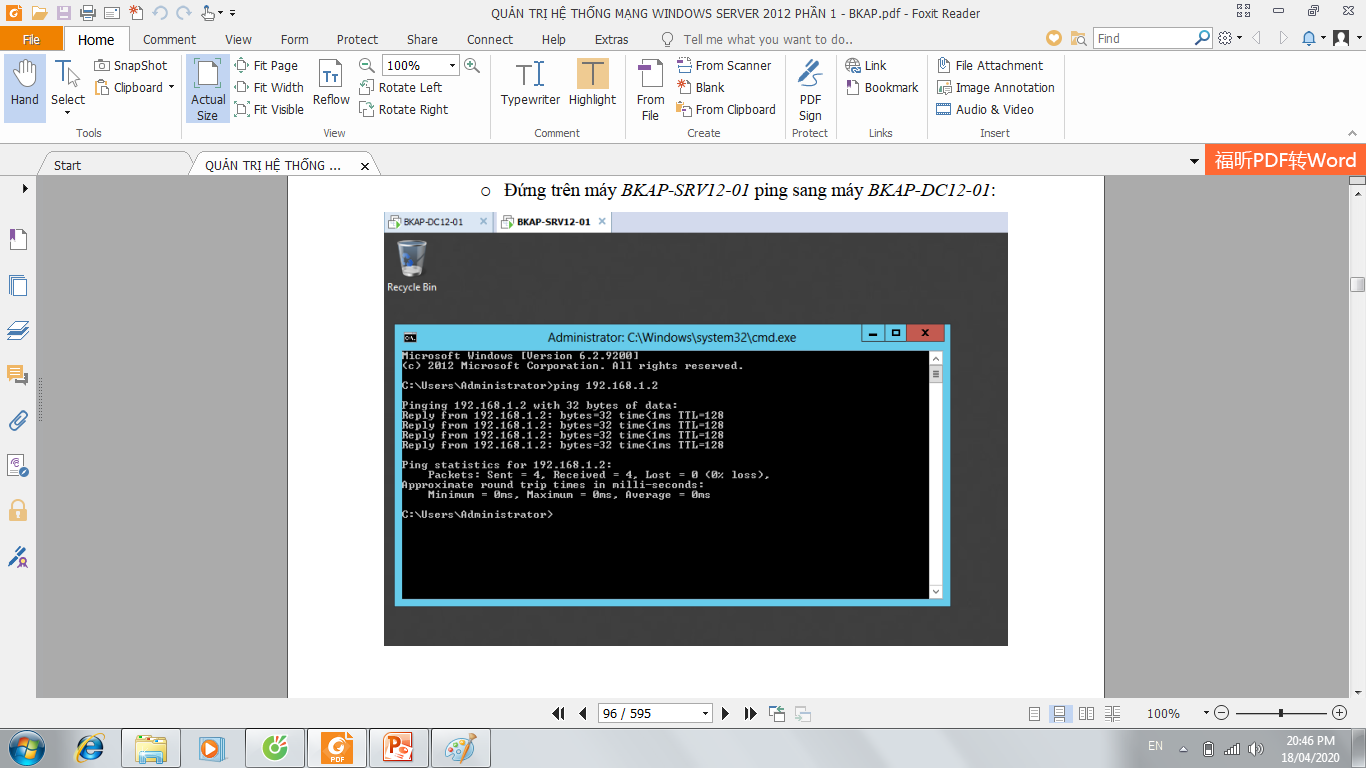 QUẢN TRỊ HỆ THỐNG MẠNG WINDOWS SERVER 2012 PHẦN 1 - BKAP.pdf - Foxit Reader
File Home Comment View Form Protect Share Connect Help Extras Tell me what you want to do.. Find
Hand
Select
SnapShot
Clipboard
Tools
Actual Size
Fit Page
Fit Width
Fit Visible
Reflow
100%
Rotate Left
Rotate Right
View
Typewriter
Highlight
Comment
From File
From Scanner
Blank
From Clipboard
Create
PDF Sign
Protect
Link
Bookmark
Links
File Attachment
Image Annotation
Audio & Video
Insert
Start
QUẢN TRỊ HỆ THỐNG ...
福昕PDF转Word
o Đứng trên máy BKAP-SRV12-01 ping sang máy BKAP-DC12-01:
BKAP-DC12-01 BKAP-SRV12-01
Recycle Bin
Administrator: C:\Windows\system32\cmd.exe
Microsoft Windows [Version 6.2.9200]
(c) 2012 Microsoft Corporation. All rights reserved.
C:\Users\Administrator>ping 192.168.1.2
Pinging 192.168.1.2 with 32 bytes of data:
Reply from 192.168.1.2: bytes=32 time<1ms TTL=128
Reply from 192.168.1.2: bytes=32 time<1ms TTL=128
Reply from 192.168.1.2: bytes=32 time<1ms TTL=128
Reply from 192.168.1.2: bytes=32 time<1ms TTL=128
Ping statistics for 192.168.1.2:
Packets: Sent = 4, Received = 4, Lost = 0 (0% loss),
Approximate round trip times in milli-seconds:
Minimum = 0ms, Maximum = 0ms, Average = 0ms
C:\Users\Administrator>
96 / 595
100%
EN
20:46 PM
18/04/2020